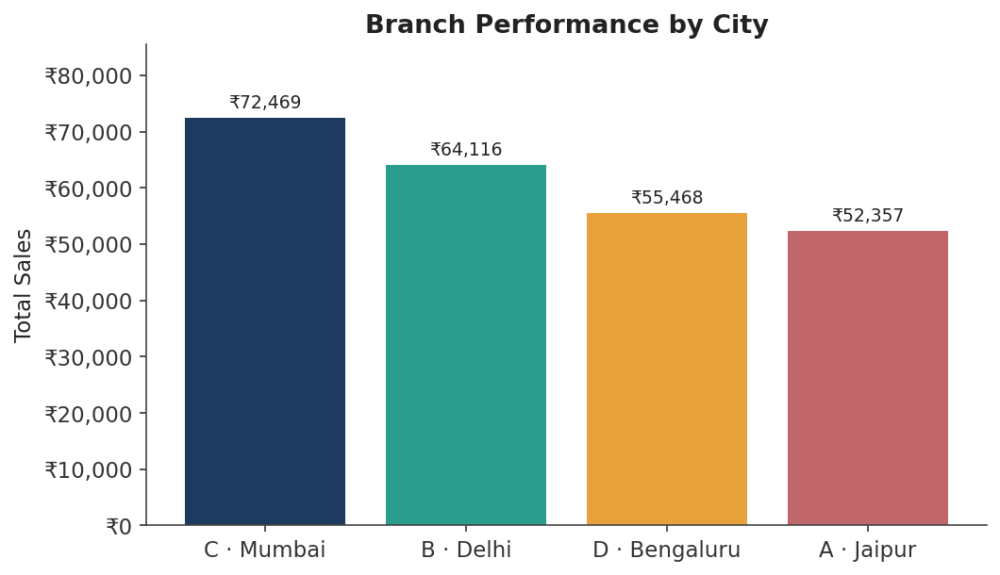 Branch Performance by City
Total Sales
₹80,000
₹70,000
₹60,000
₹50,000
₹40,000
₹30,000
₹20,000
₹10,000
₹0
₹72,469
₹64,116
₹55,468
₹52,357
C · Mumbai
B · Delhi
D · Bengaluru
A · Jaipur